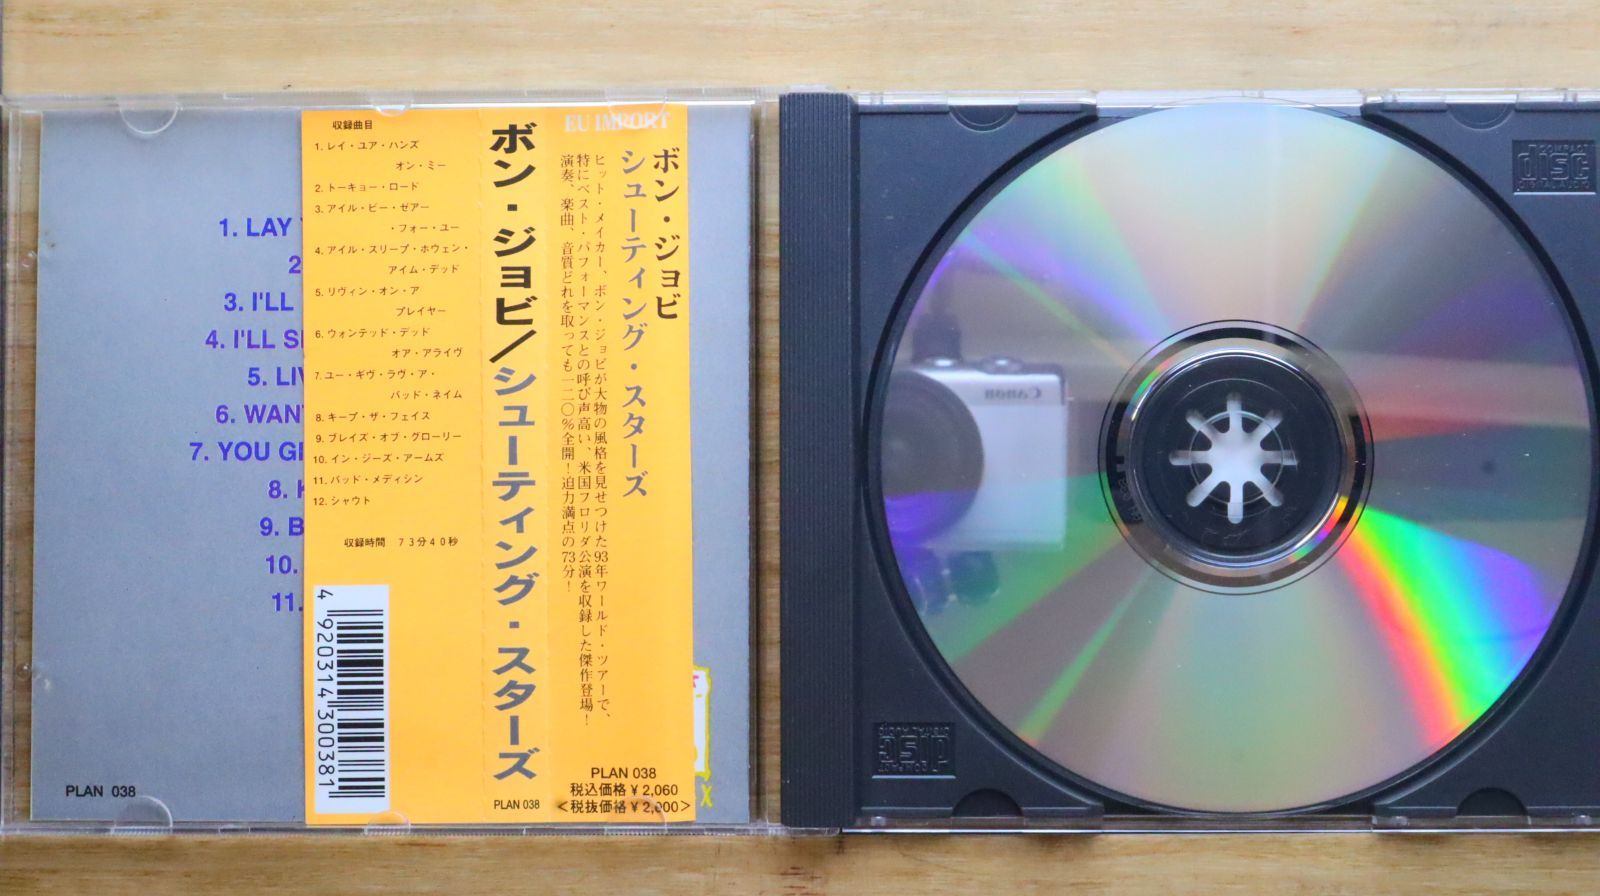 1. LAY
2
3. I'LL
4. I'LL
5. LIV
6. WANT
7. YOU GI
8.
9. B
10.
11.
PLAN 038
収録曲目
1. レイ・ユア・ハンズ
オン・ミー
2. トーキョー・ロード
3. アイル・ビー・ゼアー
・フォー・ユー
4. アイル・スリープ・ホウェン・
アイム・デッド
5. リヴィン・オン・ア
プレイヤー
6. ウォンテッド・デッド
オア・アライヴ
7. ユー・ギヴ・ラヴ・ア・
バッド・ネイム
8. キープ・ザ・フェイス
9. ブレイズ・オブ・グローリー
10. イン・ジーズ・アームズ
11. バッド・メディシン
12. シャウト
収録時間 73分40秒
4 920314 300381
ボン・ジョビ/シューティング・スターズ
PLAN 038
EU IMPORT
ボン・ジョビ
シューティング・スターズ
ヒット・メイカー、ボン・ジョビが大物の風格を見せつけた93年ワールド・ツアーで、
特にベスト・パフォーマンスとの呼び声高い、米国フロリダ公演を収録した傑作登場!
演奏、楽曲、音質どれを取っても一二〇%全開!迫力満点の73分!
PLAN 038
税込価格¥2,060
<税抜価格¥2,000>
X
Canon
COMPACT
disc
DIGITAL AUDIO
COMPACT
disc
DIGITAL AUDIO